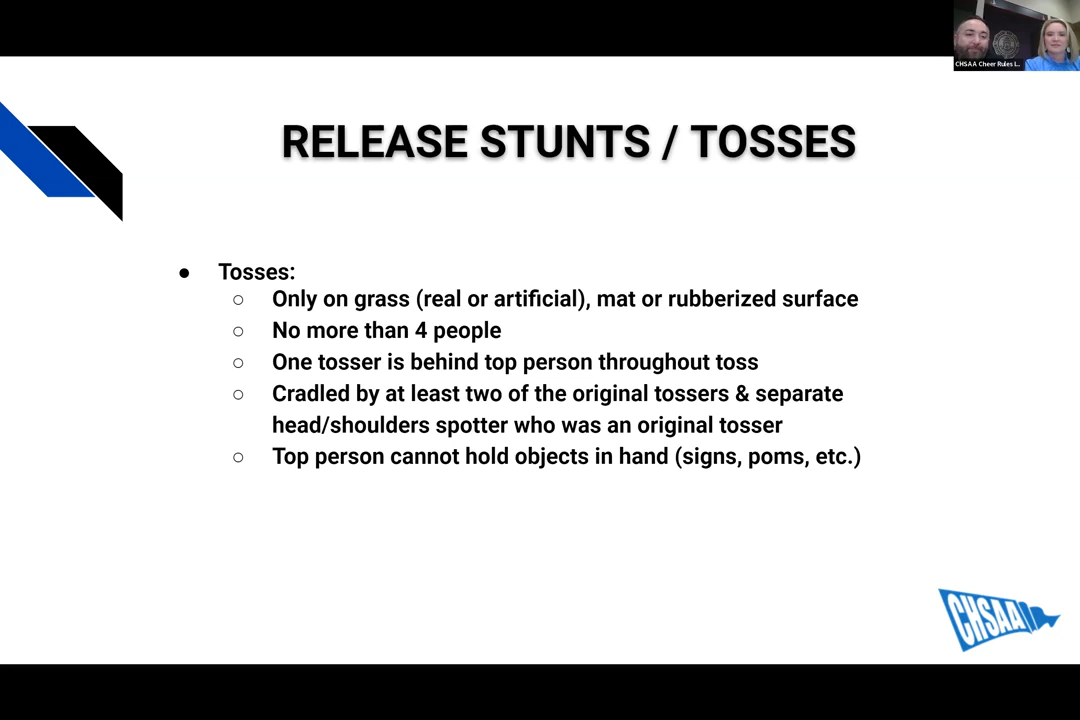 CHSAA Cheer Rules I...
RELEASE STUNTS / TOSSES
● Tosses:
○ Only on grass (real or artificial), mat or rubberized surface
○ No more than 4 people
○ One tosser is behind top person throughout toss
○ Cradled by at least two of the original tossers & separate
head/shoulders spotter who was an original tosser
○ Top person cannot hold objects in hand (signs, poms, etc.)
CHSAA